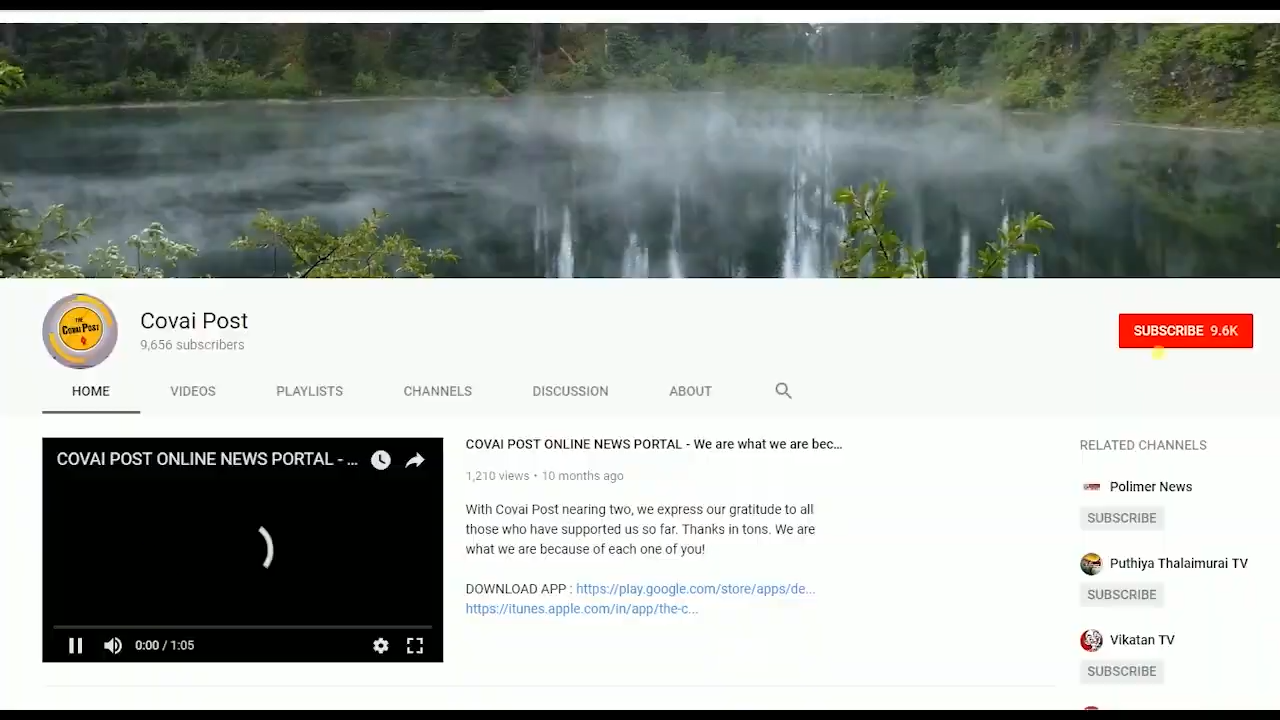 THE
COVAI POST
Covai Post
9,656 subscribers
SUBSCRIBE 9.6K
HOME
VIDEOS
PLAYLISTS
CHANNELS
DISCUSSION
ABOUT
COVAI POST ONLINE NEWS PORTAL - ...
0:00 / 1:05
COVAI POST ONLINE NEWS PORTAL - We are what we are bec...
1,210 views • 10 months ago
With Covai Post nearing two, we express our gratitude to all
those who have supported us so far. Thanks in tons. We are
what we are because of each one of you!
DOWNLOAD APP : https://play.google.com/store/apps/de...
https://itunes.apple.com/in/app/the-c...
RELATED CHANNELS
Polimer News
SUBSCRIBE
Puthiya Thalaimurai TV
SUBSCRIBE
Vikatan TV
SUBSCRIBE